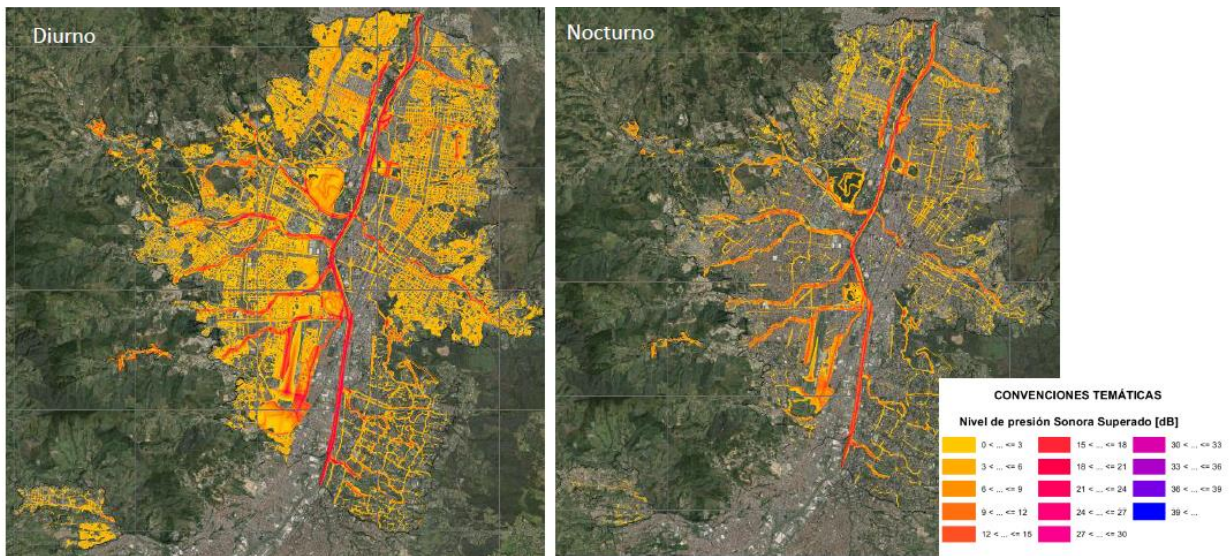 Diurno
Nocturno
CONVENCIONES TEMÁTICAS
Nivel de presión Sonora Superado [dB]
0 < ... <= 3
3 < ... <= 6
6 < ... <= 9
9 < ... <= 12
12 < ... <= 15
15 < ... <= 18
18 < ... <= 21
21 < ... <= 24
24 < ... <= 27
27 < ... <= 30
30 < ... <= 33
33 < ... <= 36
36 < ... <= 39
39 < ...